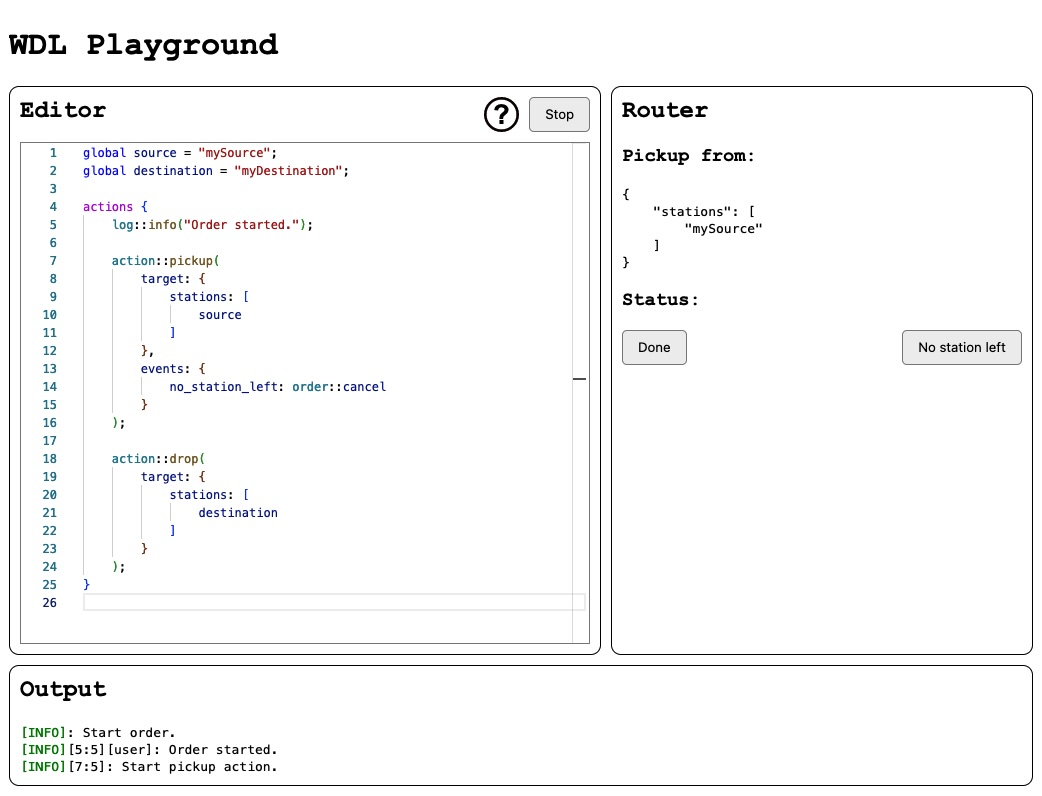 WDL Playground
Editor
?
Stop
1 global source = "mySource";
2 global destination = "myDestination";
3
4 actions {
5     log::info("Order started.");
6
7     action::pickup(
8         target: {
9             stations: [
10                 source
11             ]
12         },
13         events: {
14             no_station_left: order::cancel
15         }
16     );
17
18     action::drop(
19         target: {
20             stations: [
21                 destination
22             ]
23         }
24     );
25 }
26
Router
Pickup from:
{
    "stations": [
        "mySource"
    ]
}
Status:
Done
No station left
Output
[INFO]: Start order.
[INFO][5:5][user]: Order started.
[INFO][7:5]: Start pickup action.